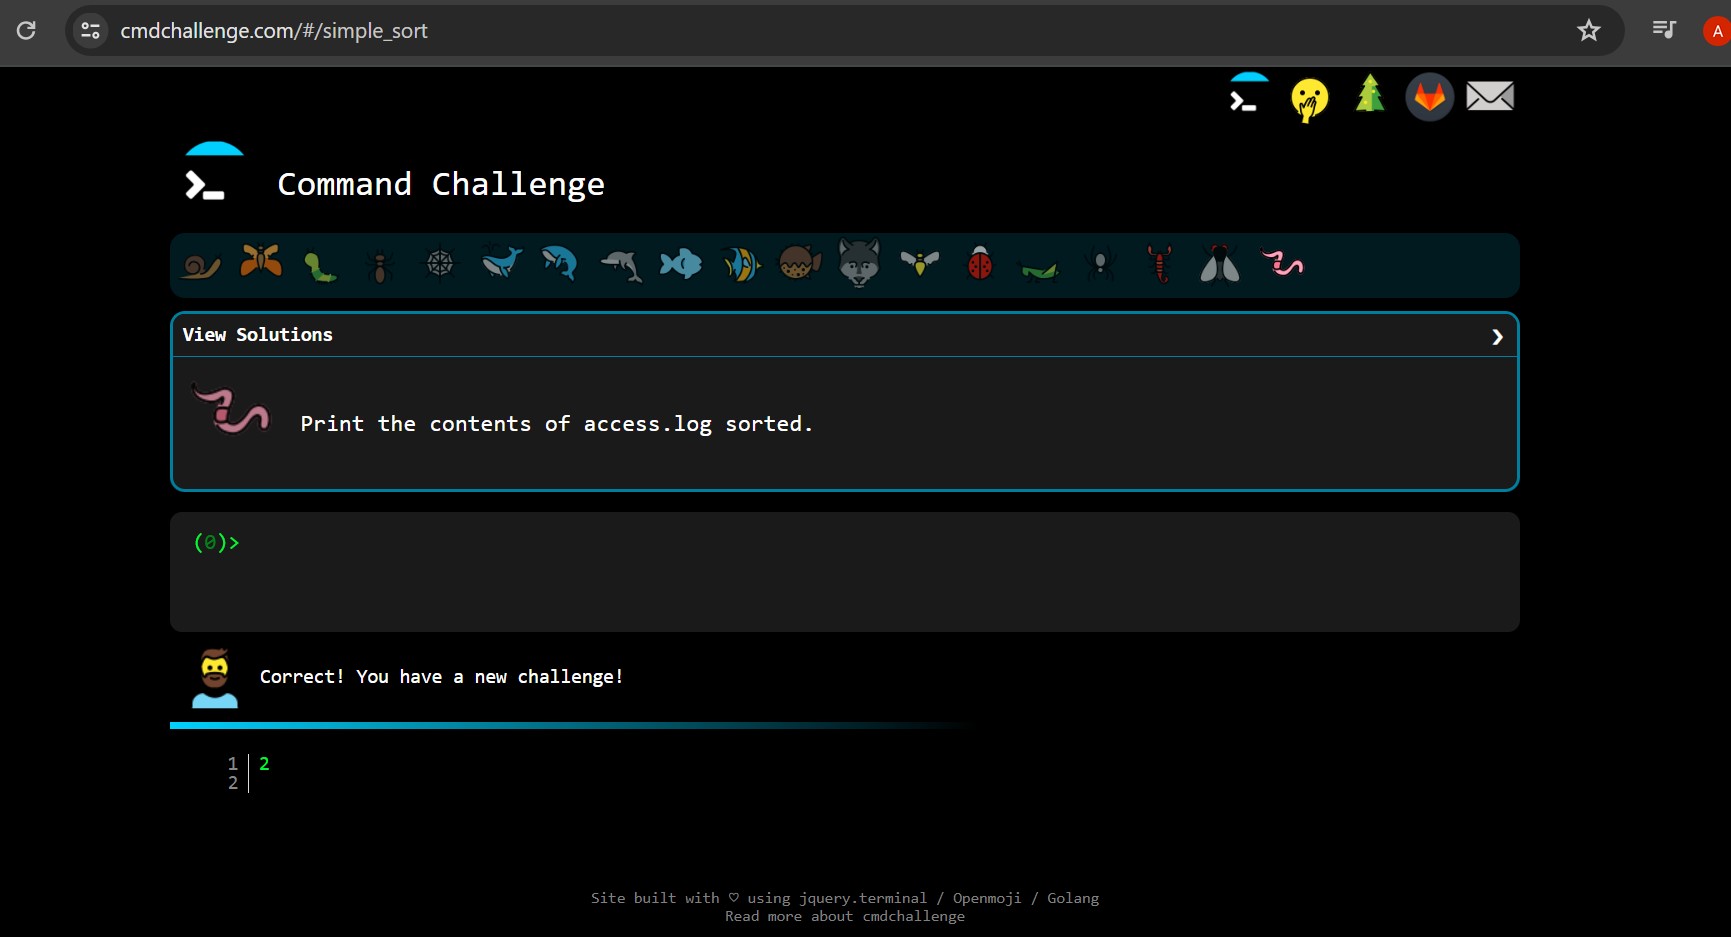 cmdchallenge.com/#/simple_sort
A
Command Challenge
View Solutions
Print the contents of access.log sorted.
(0)>
Correct! You have a new challenge!
1 2
2
Site built with ♡ using jquery.terminal / Openmoji / Golang
Read more about cmdchallenge